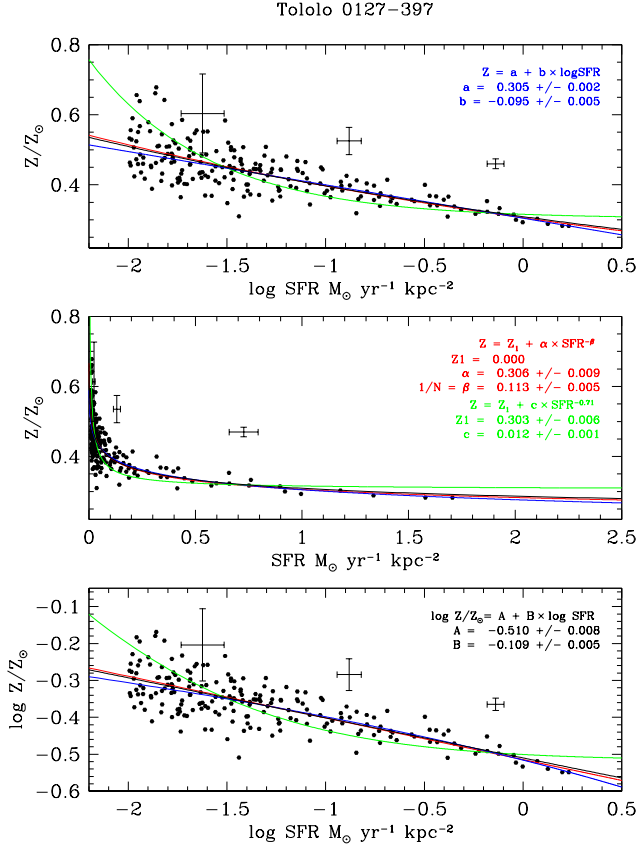 Tololo 0127−397
0.8
Z = a + b×logSFR
a = 0.305 +/− 0.002
b = −0.095 +/− 0.005
0.6
Z/Z⊙
0.4
−2 −1.5 −1 −0.5 0 0.5
log SFR M⊙ yr⁻¹ kpc⁻²
0.8
Z = Z₁ + α×SFR^−β
Z1 = 0.000
α = 0.306 +/− 0.009
1/N = β = 0.113 +/− 0.005
Z = Z₁ + c×SFR^−0.71
Z1 = 0.303 +/− 0.006
c = 0.012 +/− 0.001
0.6
Z/Z⊙
0.4
0 0.5 1 1.5 2 2.5
SFR M⊙ yr⁻¹ kpc⁻²
−0.1
log Z/Z⊙= A + B×log SFR
A = −0.510 +/− 0.008
B = −0.109 +/− 0.005
−0.2
−0.3
log Z/Z⊙
−0.4
−0.5
−0.6
−2 −1.5 −1 −0.5 0 0.5
log SFR M⊙ yr⁻¹ kpc⁻²